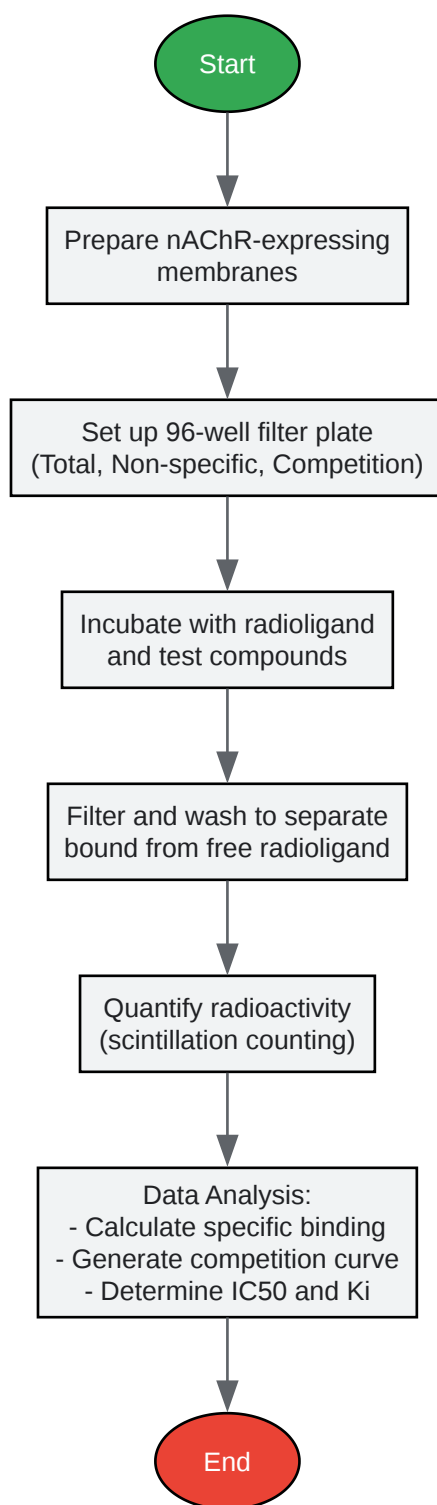 Start
Prepare nAChR-expressing
membranes
Set up 96-well filter plate
(Total, Non-specific, Competition)
Incubate with radioligand
and test compounds
Filter and wash to separate
bound from free radioligand
Quantify radioactivity
(scintillation counting)
Data Analysis:
- Calculate specific binding
- Generate competition curve
- Determine IC50 and Ki
End